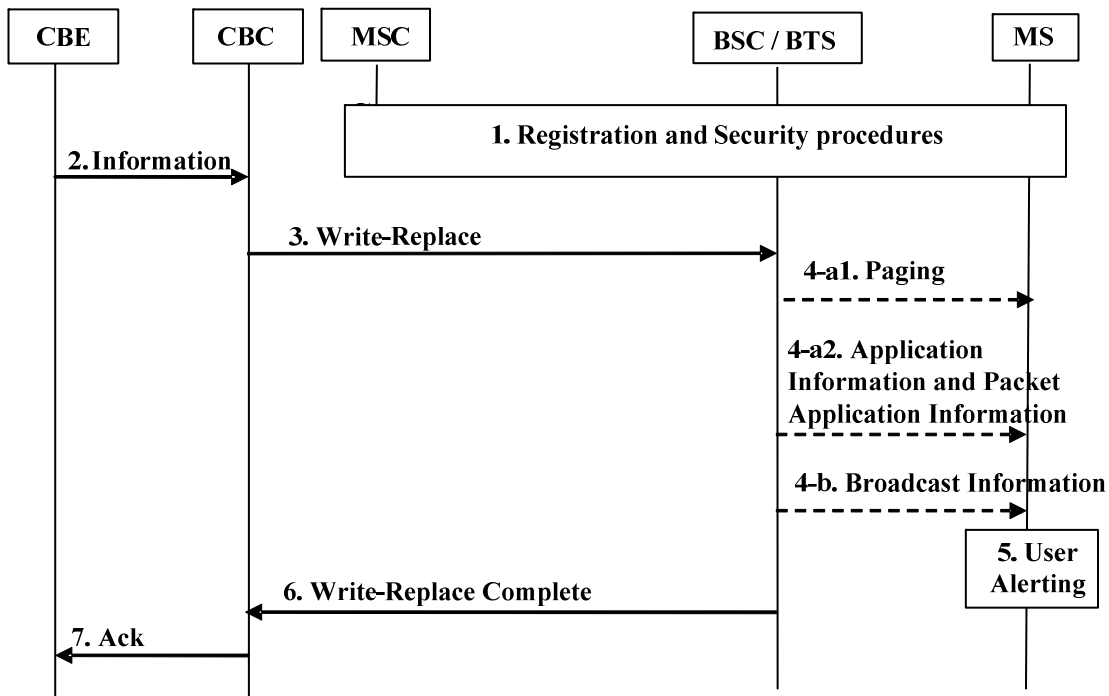 CBE
CBC
MSC
BSC / BTS
MS
1. Registration and Security procedures
2. Information
3. Write-Replace
4-a1. Paging
4-a2. Application
Information and Packet
Application Information
4-b. Broadcast Information
5. User
Alerting
6. Write-Replace Complete
7. Ack